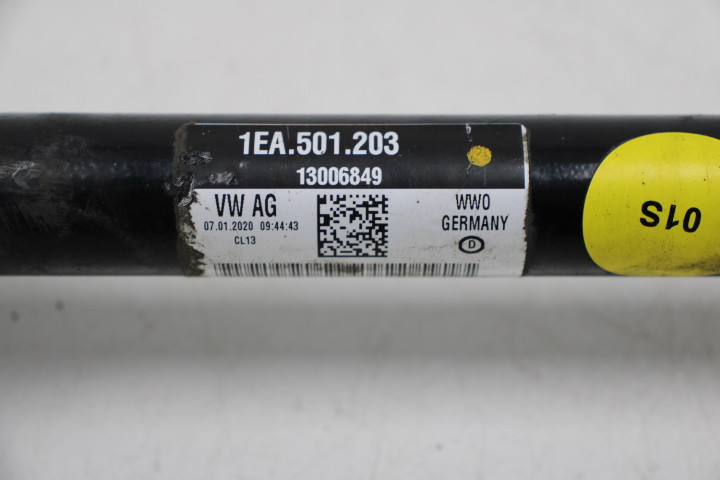 1EA.501.203
13006849
VW AG
07.01.2020 09:44:43
CL13
WWO
GERMANY
D
01S